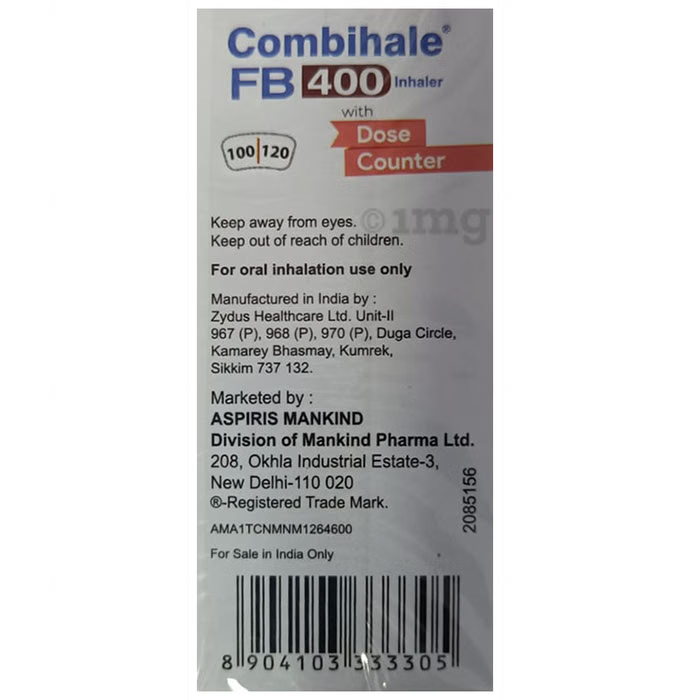 Combihale®
FB 400 Inhaler
with
Dose
Counter
100 120
©1mg
Keep away from eyes.
Keep out of reach of children.
For oral inhalation use only
Manufactured in India by :
Zydus Healthcare Ltd. Unit-II
967 (P), 968 (P), 970 (P), Duga Circle,
Kamarey Bhasmay, Kumrek,
Sikkim 737 132.
Marketed by :
ASPIRIS MANKIND
Division of Mankind Pharma Ltd.
208, Okhla Industrial Estate-3,
New Delhi-110 020
®-Registered Trade Mark.
2085156
AMA1TCNMNM1264600
For Sale in India Only
8 904103 333305